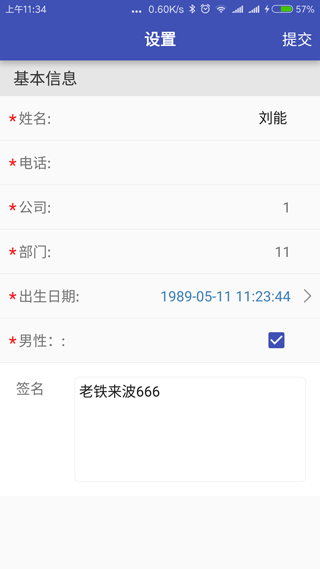 上午11:34 ... 0.60K/s 57%
设置 提交
基本信息
*姓名: 刘能
*电话:
*公司: 1
*部门: 11
*出生日期: 1989-05-11 11:23:44
*男性: :
签名 老铁来波666